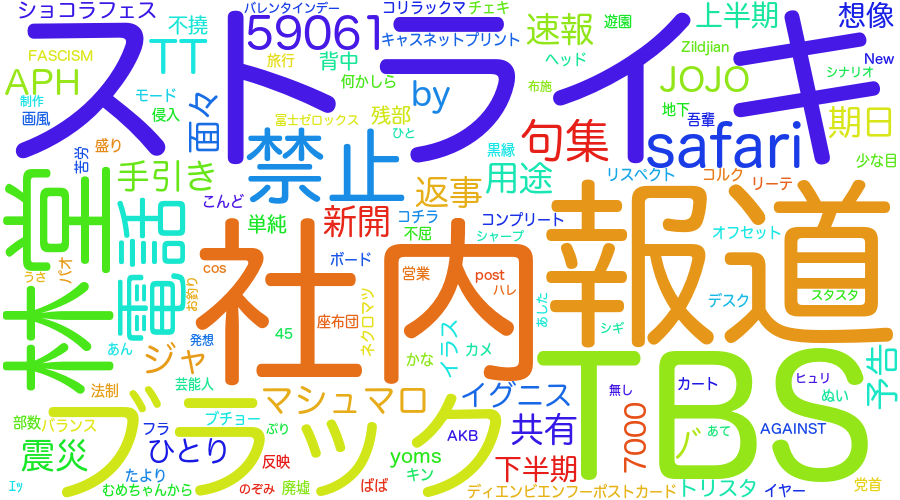 ショコラフェス
バレンタインデー
コリラックマ
チェキ
不撓
59061
キャスネットプリント
速報
遊園
上半期
想像
FASCISM
TT
旅行
背中
ヘッド
Zildjian
New
APH
ストライキ
何かしら
by
布施
JOJO
シナリオ
制作
モード
画風
侵入
面々
富士ゼロックス
残部
ひと
地下
吾輩
期日
盛り
苦労
禁止
句集
safari
少な目
黒縁
手引き
返事
用途
リスペクト
コルク
リーテ
林堂
電話
こんど
単純
新開
コチラ
不屈
コンプリート
シャープ
オフセット
報道
社内
ボード
cos
営業
post
ハレ
うさ
パオ
お釣り
座布団
ネクロマツ
あした
デスク
スタスタ
45
発想
シギ
あん
ジャ
かな
イラス
カメ
TBS
予告
法制
芸能人
マシュマロ
イグニス
無し
カート
ヒュリ
ぬい
ブラック
部数
バランス
フラ
ブチョー
ぷり
AKB
共有
7000
バ
あて
AGAINST
震災
ひとり
反映
yoms
キン
下半期
トリスタ
イヤー
党首
たより
エッ
むめちゃんから
のぞみ
廃墟
ばば
ディエンビエンフーポストカード